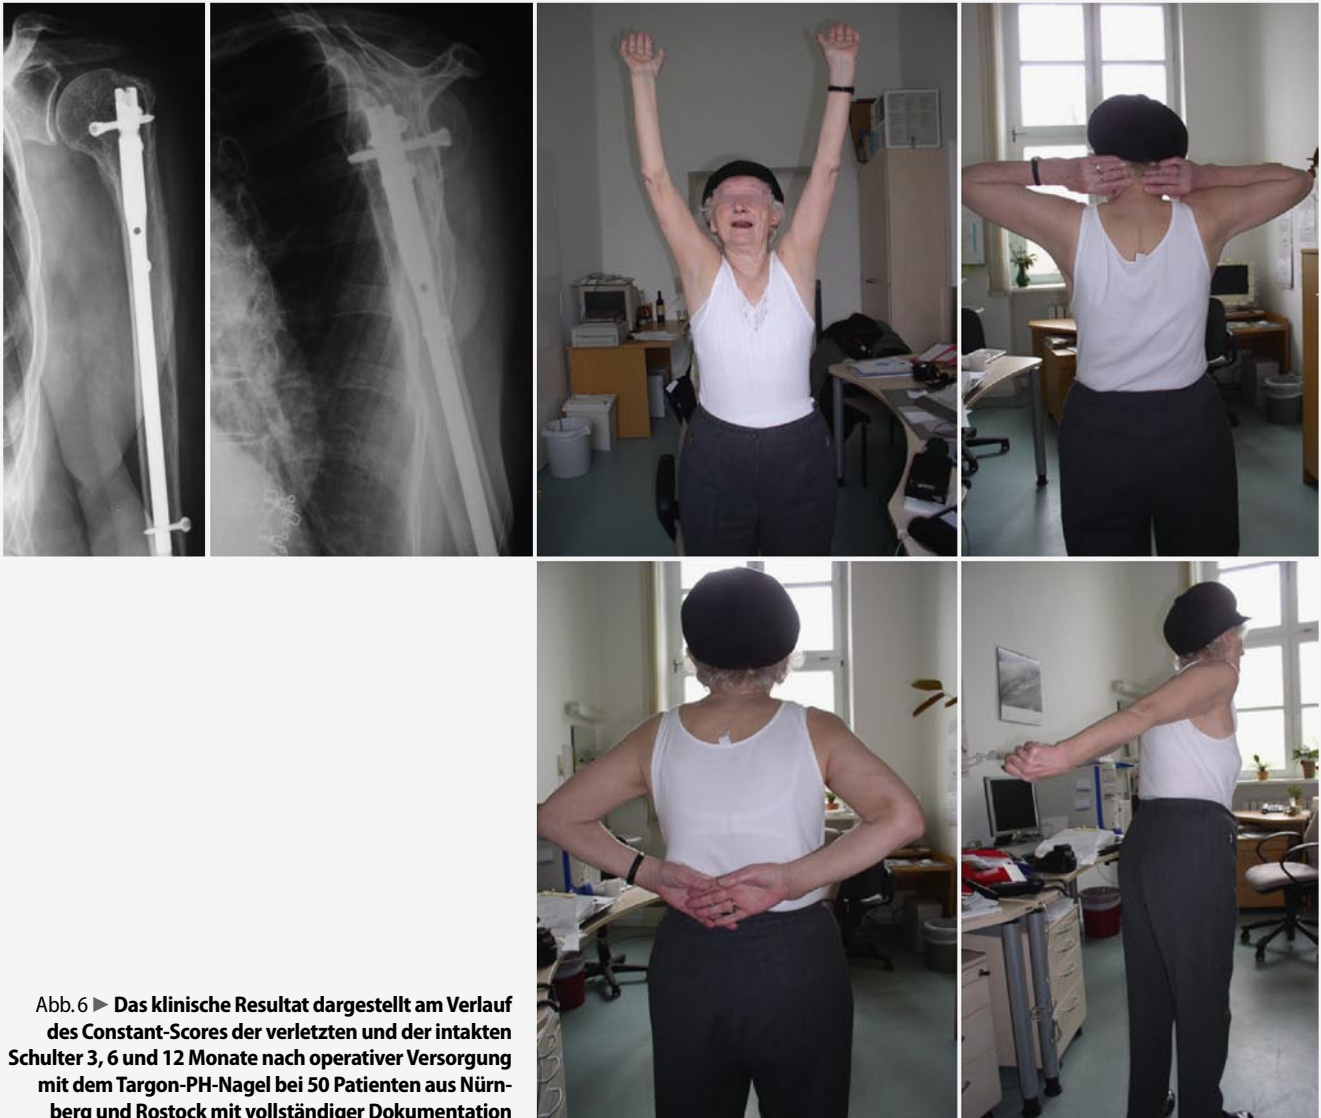 Abb. 6 ▶ Das klinische Resultat dargestellt am Verlauf
des Constant-Scores der verletzten und der intakten
Schulter 3, 6 und 12 Monate nach operativer Versorgung
mit dem Targon-PH-Nagel bei 50 Patienten aus Nürn-
berg und Rostock mit vollständiger Dokumentation